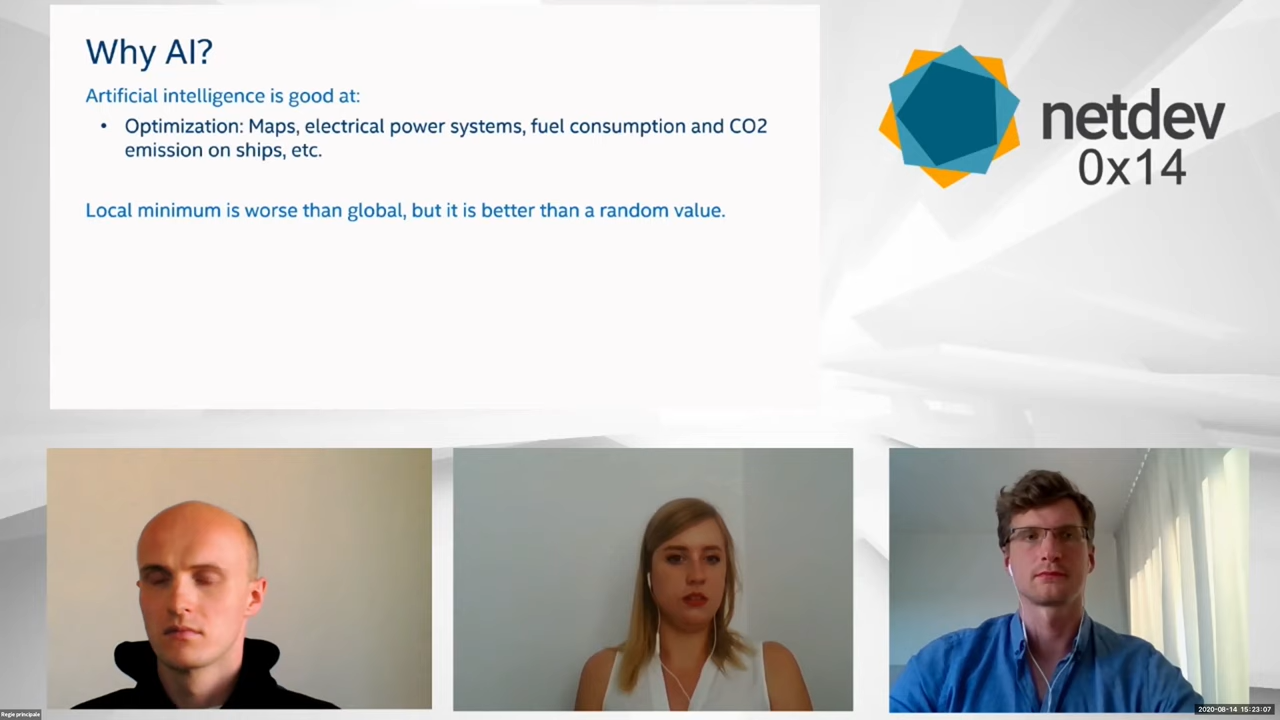 Why AI?
Artificial intelligence is good at:
• Optimization: Maps, electrical power systems, fuel consumption and CO2
emission on ships, etc.
Local minimum is worse than global, but it is better than a random value.
netdev
0x14
Regie principale
2020-08-14 15:23:07